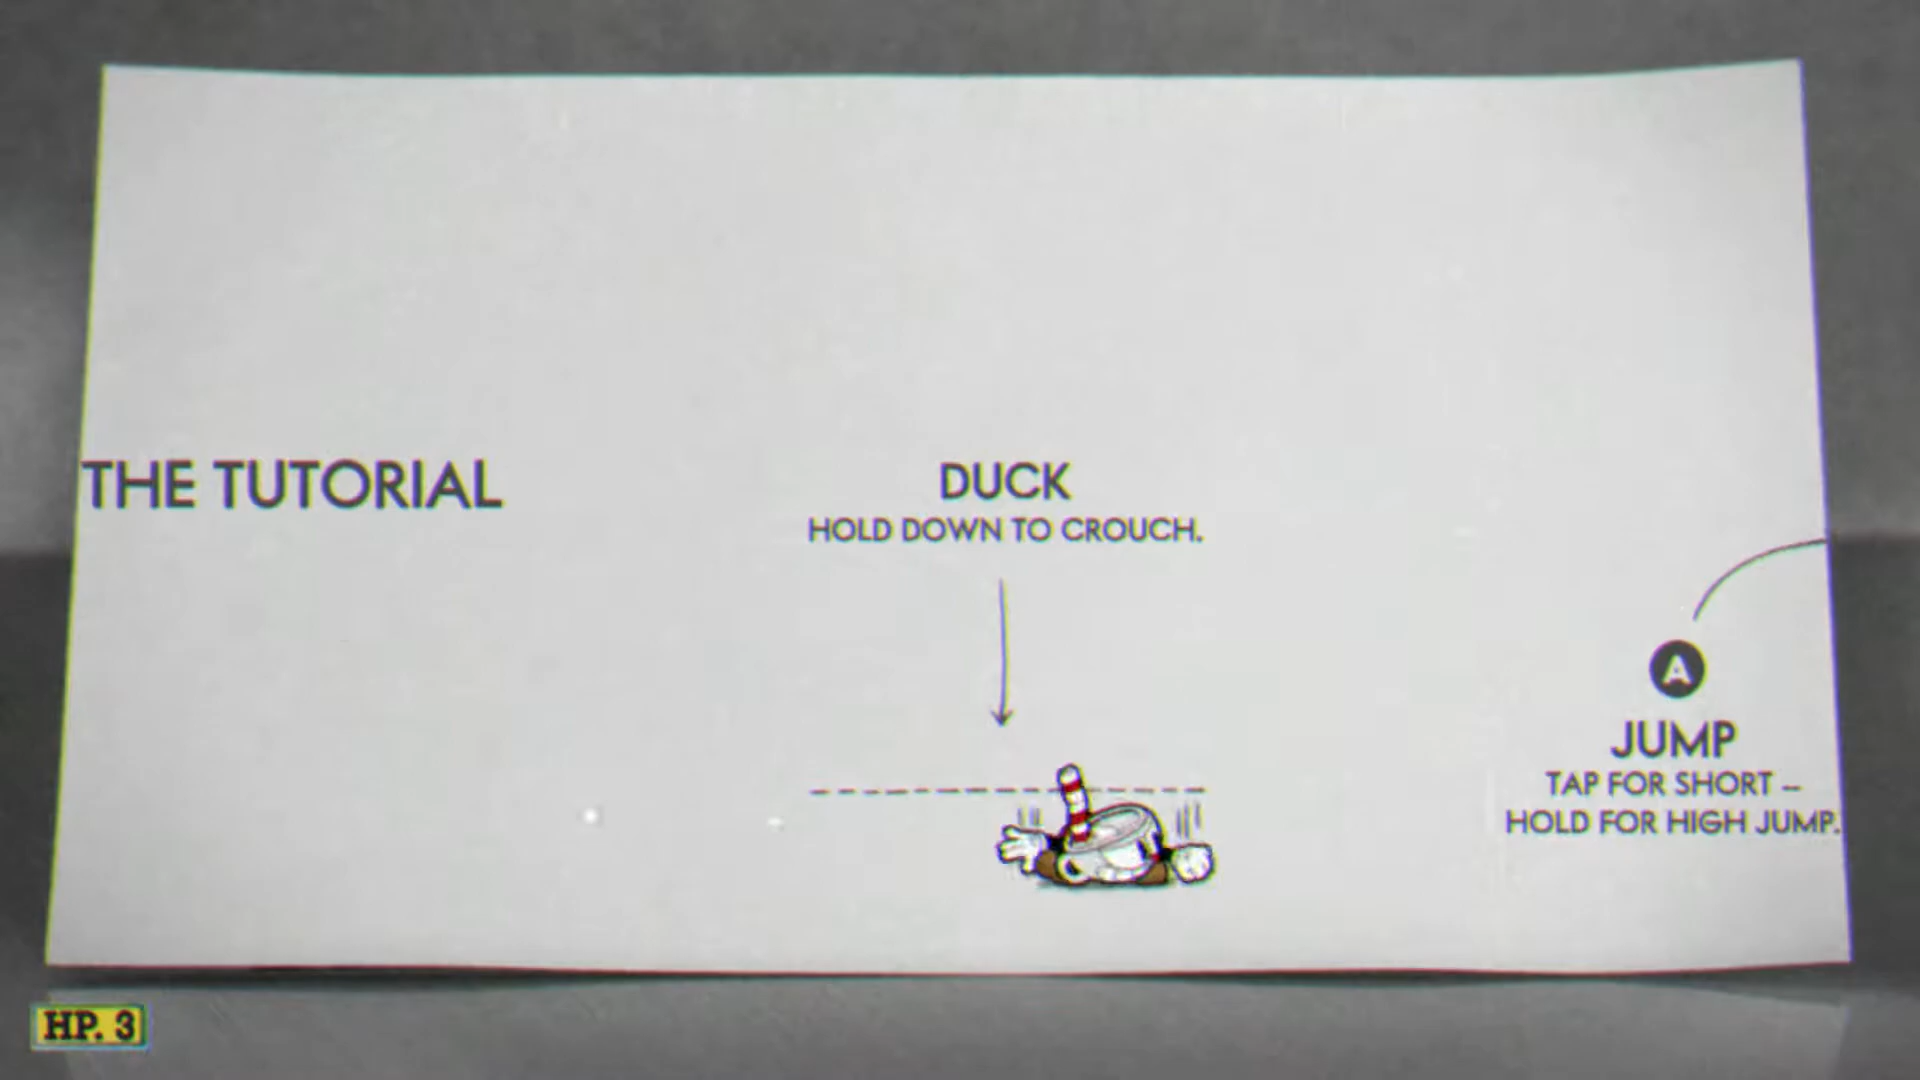 THE TUTORIAL
DUCK
HOLD DOWN TO CROUCH.
A
JUMP
TAP FOR SHORT –
HOLD FOR HIGH JUMP.
HP. 3